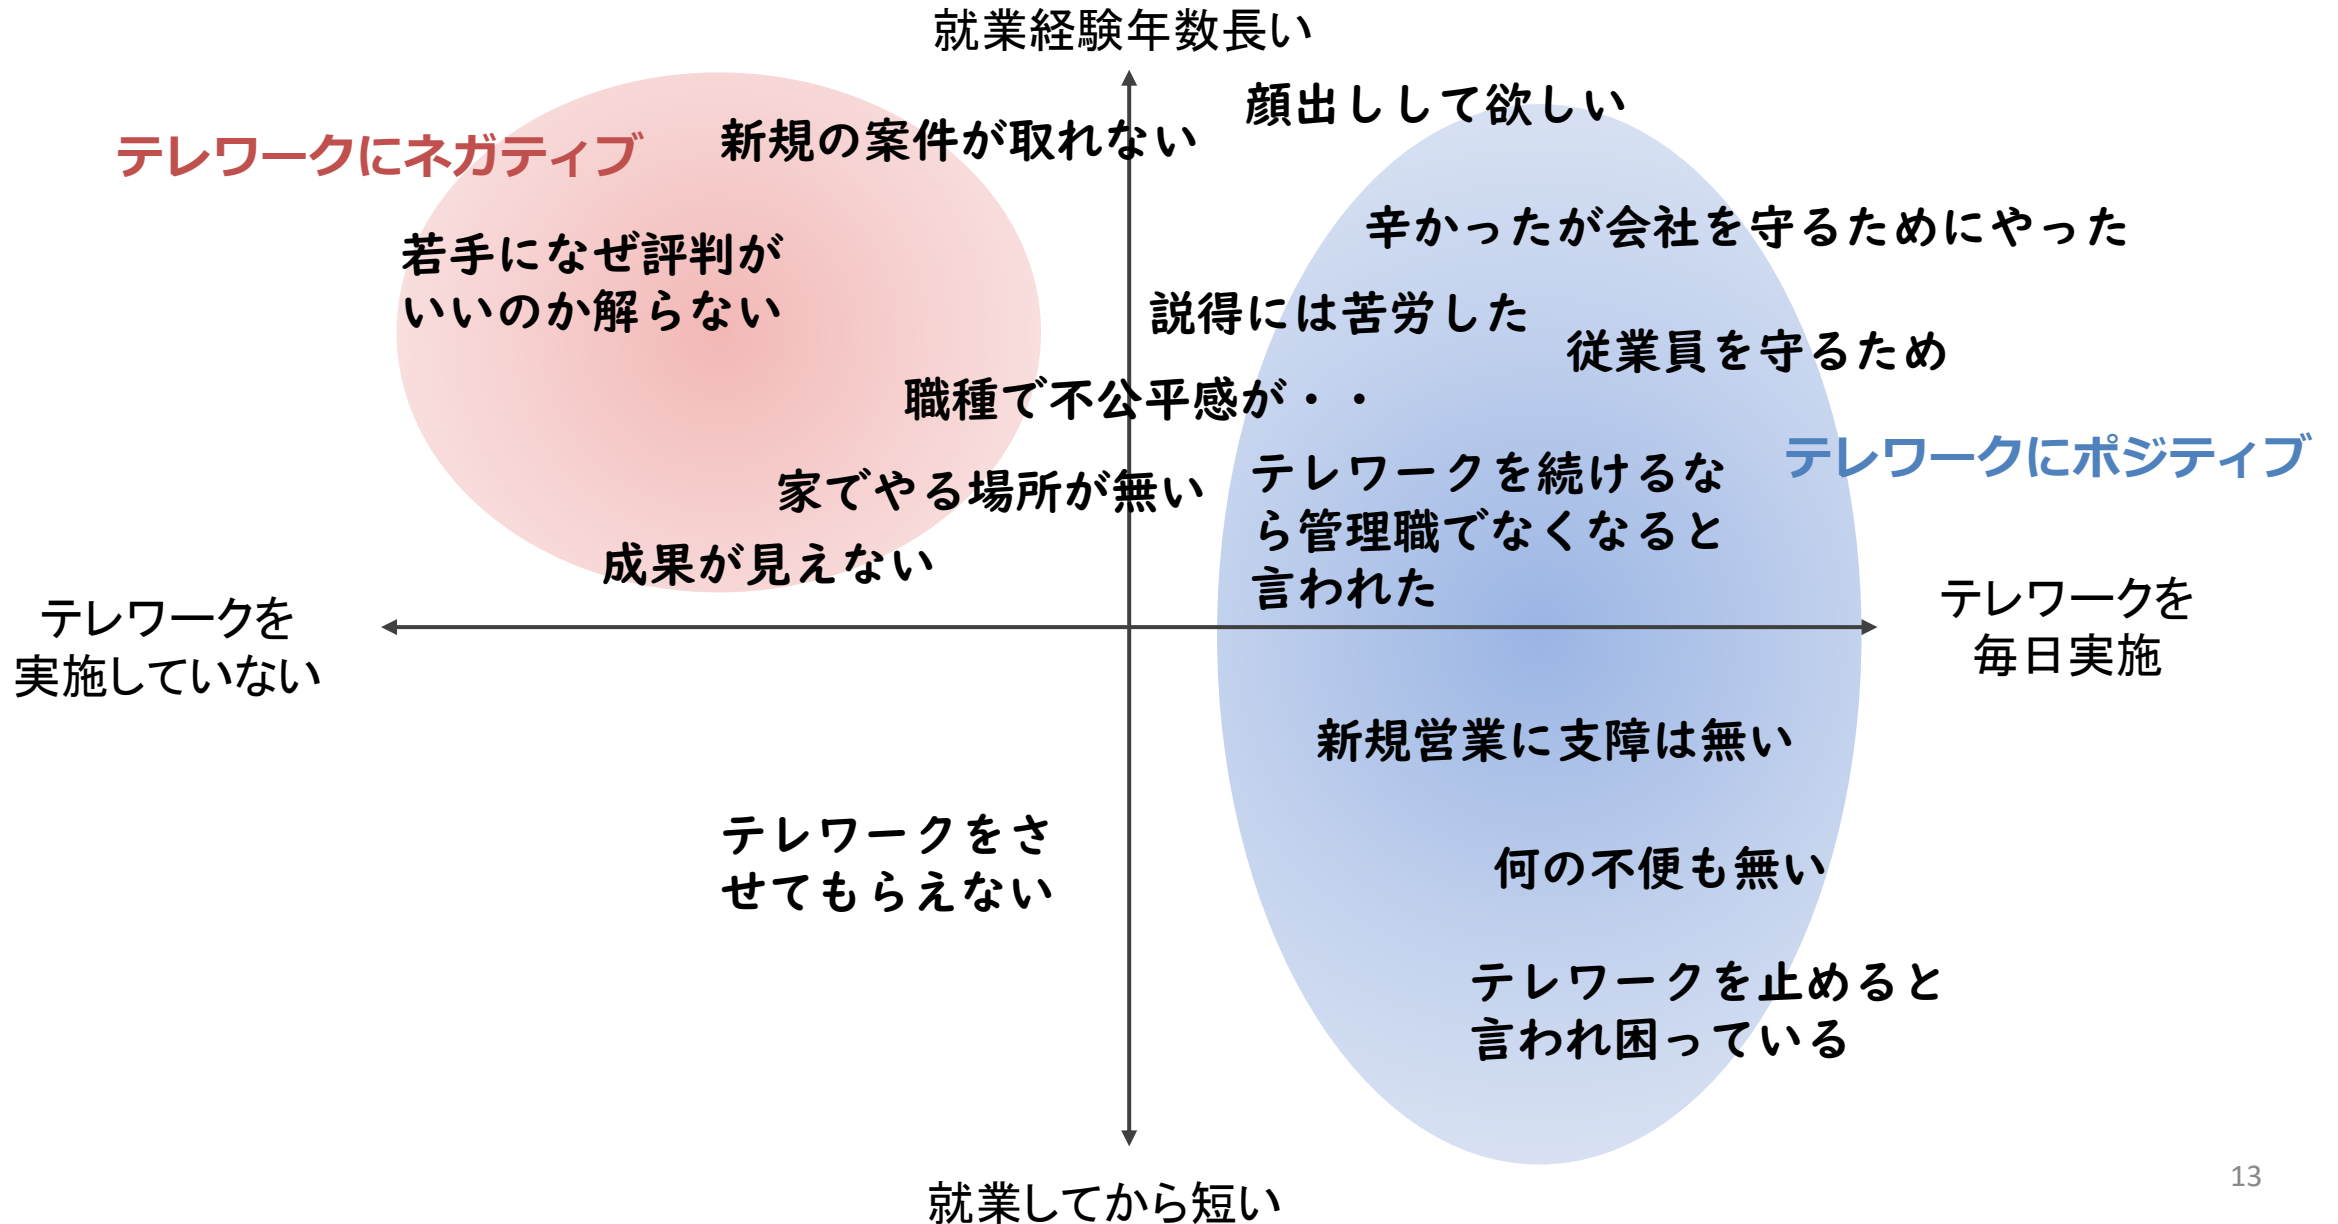 就業経験年数長い
顔出しして欲しい
新規の案件が取れない
テレワークにネガティブ
辛かったが会社を守るためにやった
若手になぜ評判が
いいのか解らない
説得には苦労した
従業員を守るため
職種で不公平感が・・
テレワークにポジティブ
家でやる場所が無い
テレワークを続けるな
ら管理職でなくなると
言われた
成果が見えない
テレワークを
実施していない
テレワークを
毎日実施
新規営業に支障は無い
テレワークをさ
せてもらえない
何の不便も無い
テレワークを止めると
言われ困っている
就業してから短い
13